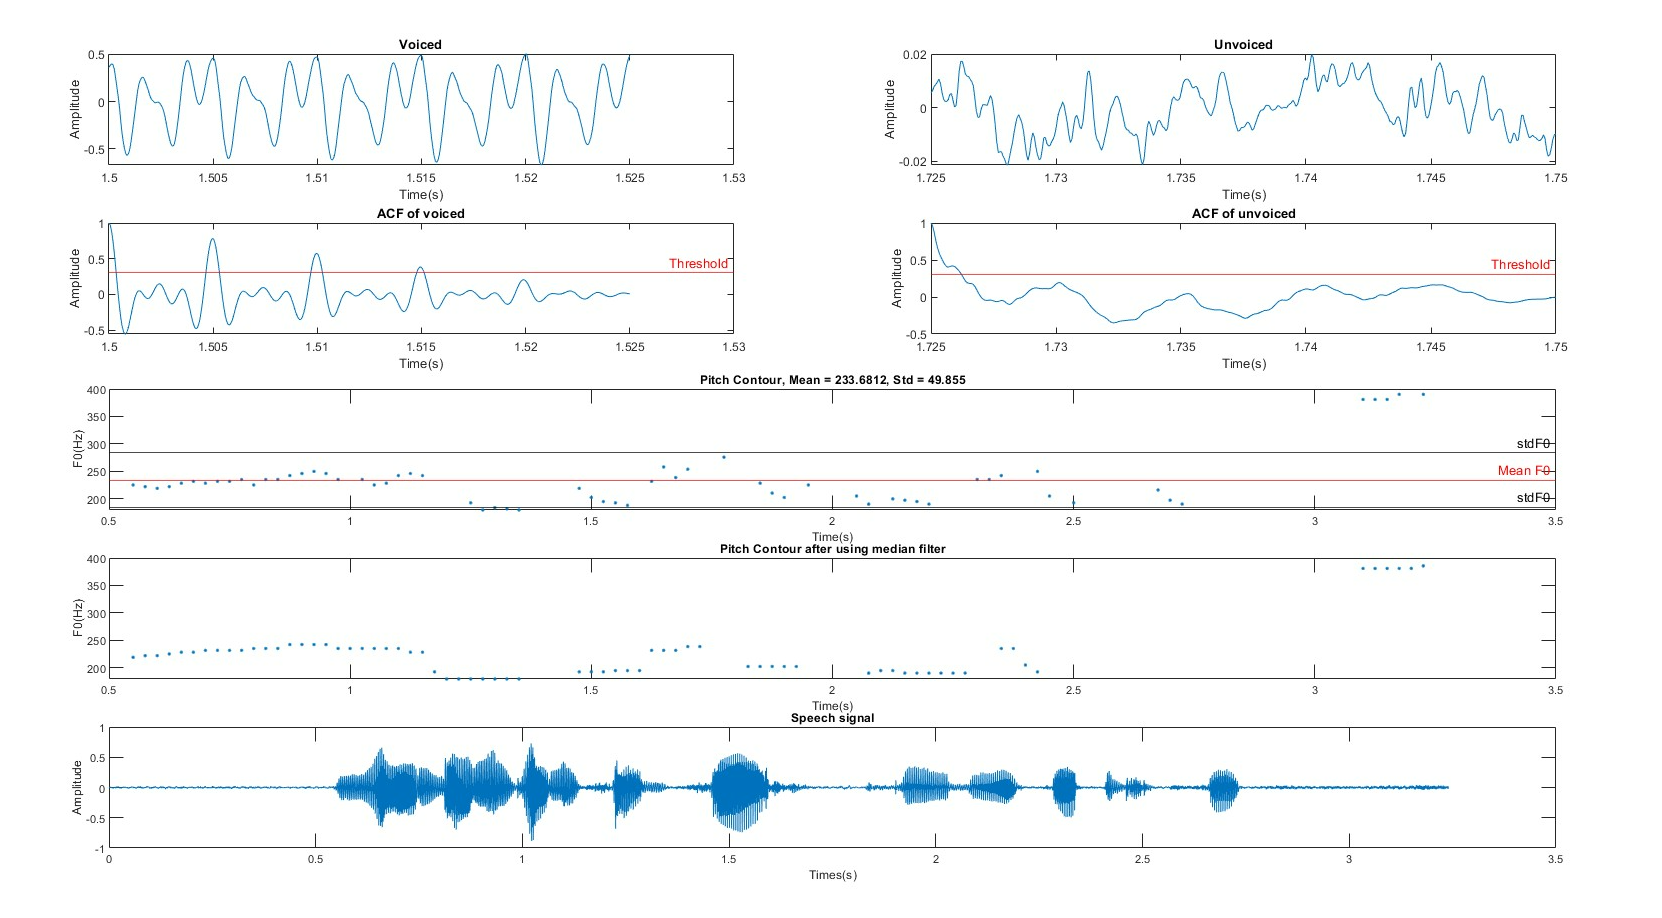 Voiced
0.5
0
-0.5
Amplitude
1.5 1.505 1.51 1.515 1.52 1.525 1.53
Time(s)
Unvoiced
0.02
0
-0.02
Amplitude
1.725 1.73 1.735 1.74 1.745 1.75
Time(s)
ACF of voiced
1
0.5
0
-0.5
Amplitude
Threshold
1.5 1.505 1.51 1.515 1.52 1.525 1.53
Time(s)
ACF of unvoiced
1
0.5
0
-0.5
Amplitude
Threshold
1.725 1.73 1.735 1.74 1.745 1.75
Time(s)
Pitch Contour, Mean = 233.6812, Std = 49.855
400
350
300
250
200
F0(Hz)
stdF0
Mean F0
stdF0
0.5 1 1.5 2 2.5 3 3.5
Time(s)
Pitch Contour after using median filter
400
350
300
250
200
F0(Hz)
0.5 1 1.5 2 2.5 3 3.5
Time(s)
Speech signal
1
0.5
0
-0.5
-1
Amplitude
0 0.5 1 1.5 2 2.5 3 3.5
Times(s)